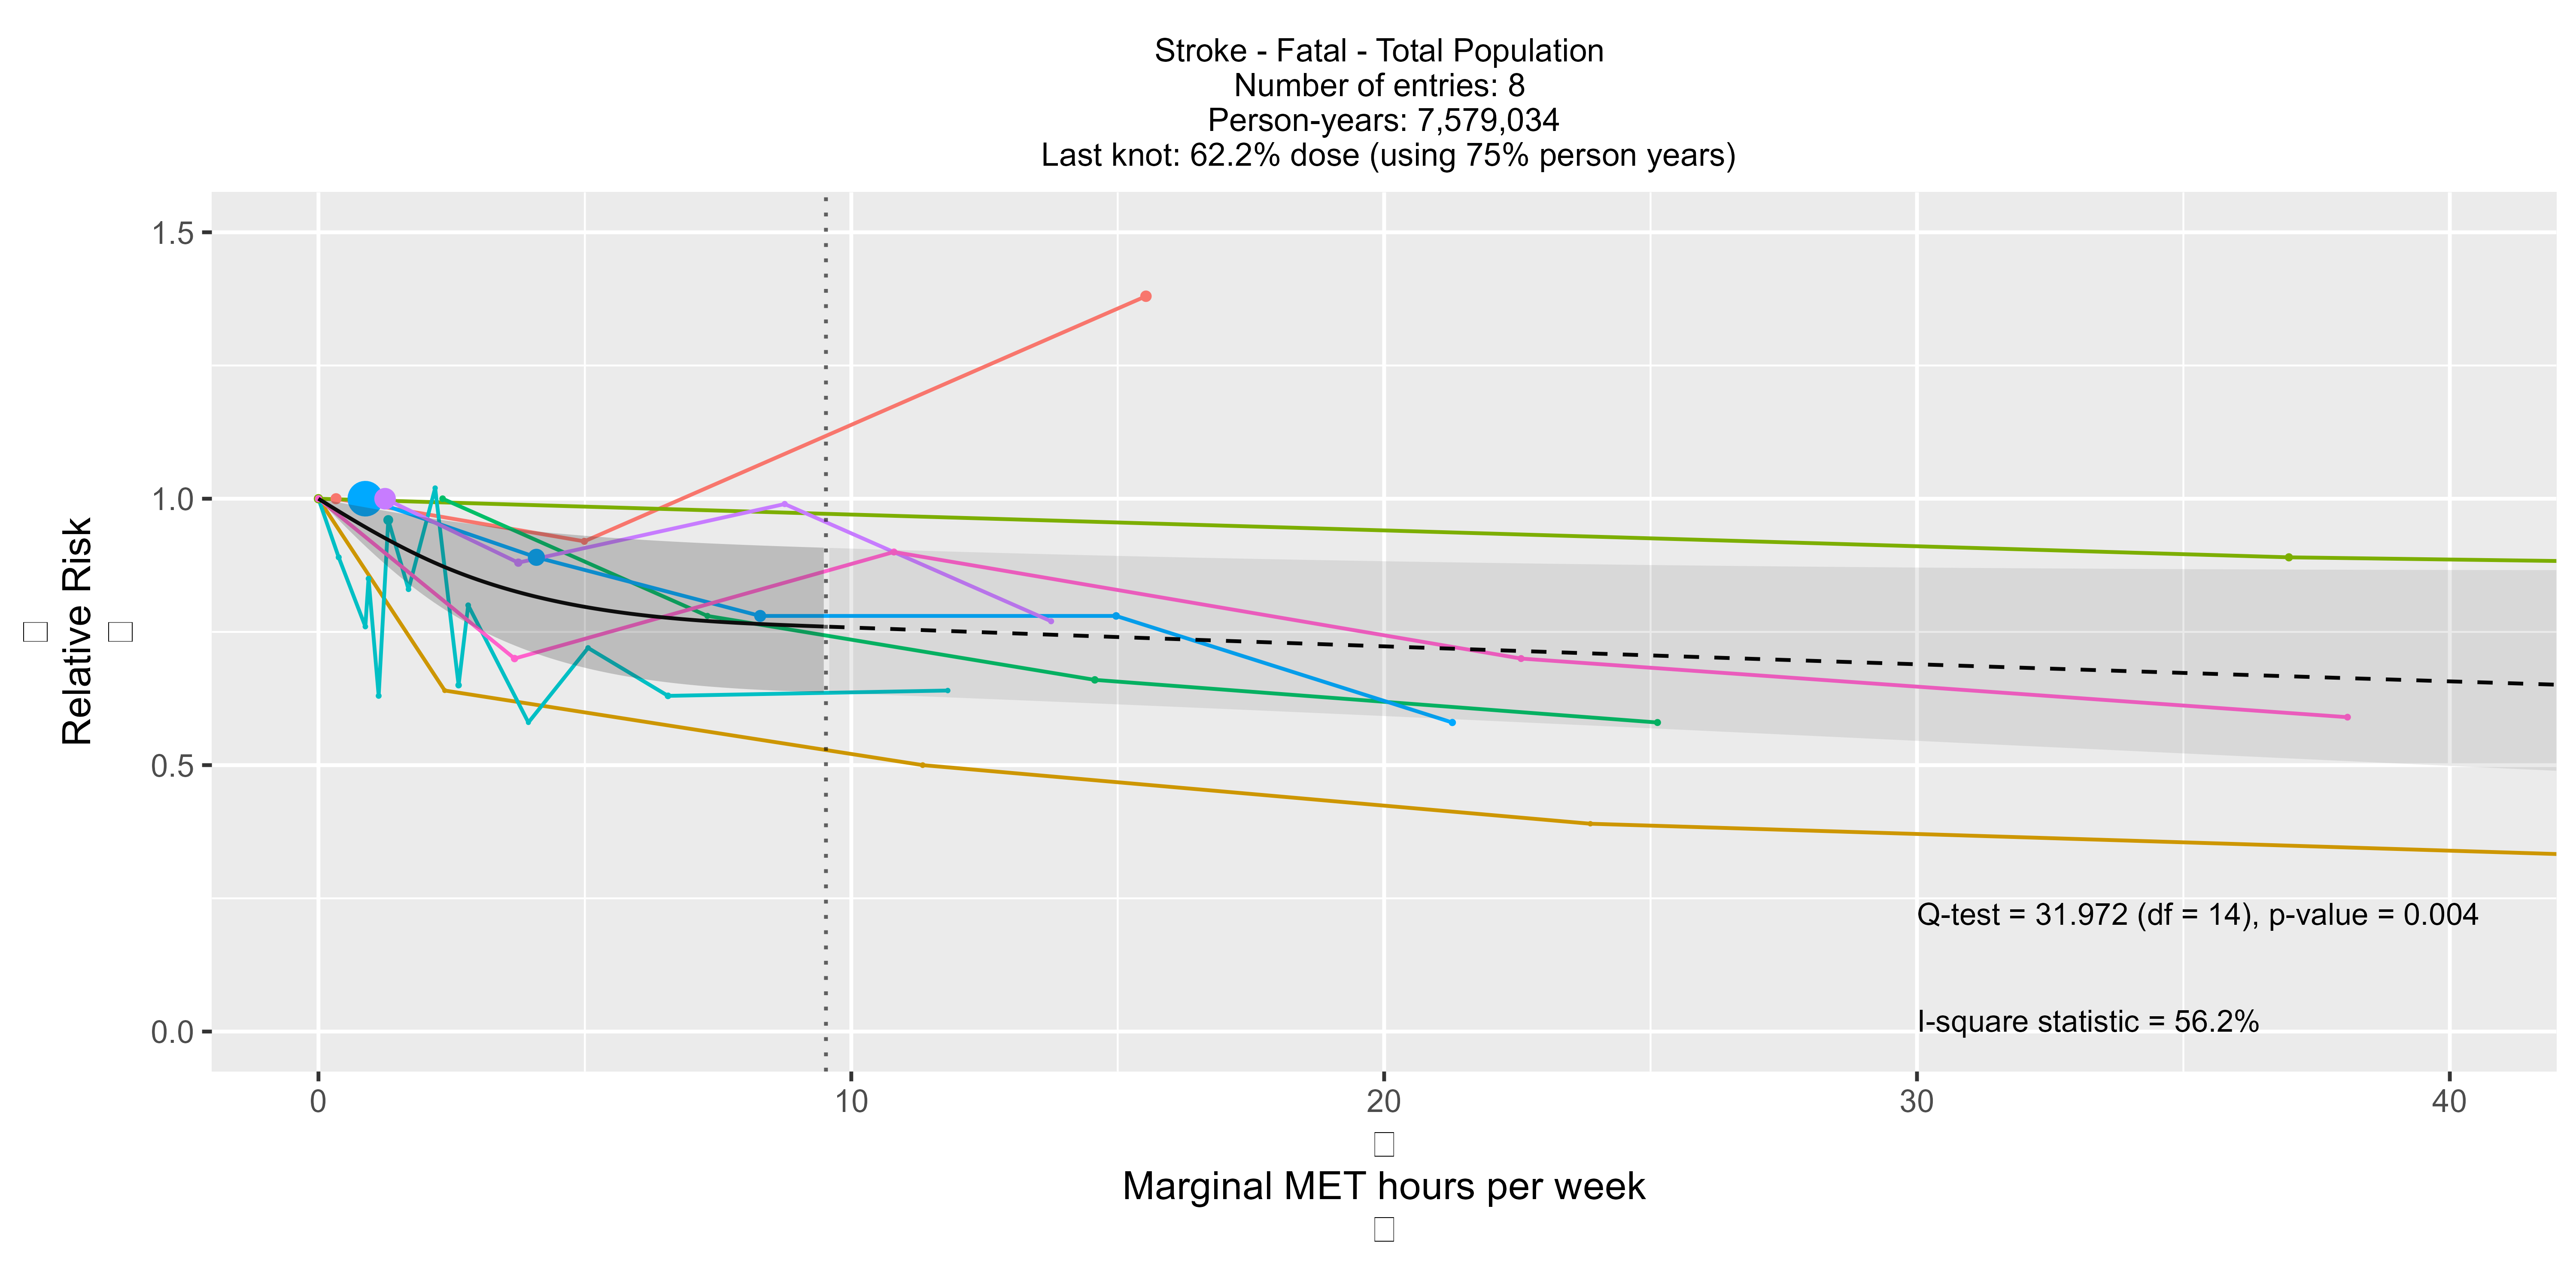 Stroke - Fatal - Total Population
Number of entries: 8
Person-years: 7,579,034
Last knot: 62.2% dose (using 75% person years)
1.5
1.0
0.5
0.0
Relative Risk
Q-test = 31.972 (df = 14), p-value = 0.004
I-square statistic = 56.2%
0 10 20 30 40
Marginal MET hours per week